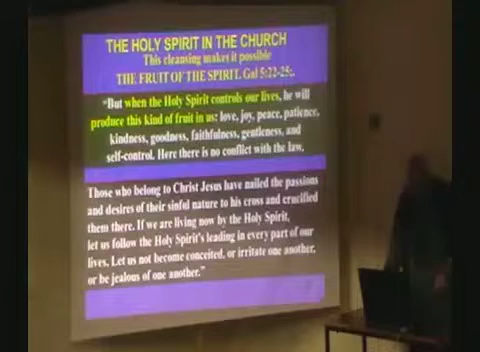 THE HOLY SPIRIT IN THE CHURCH
This cleansing makes it possible
THE FRUIT OF THE SPIRIT. Gal 5:22-25:.
"But when the Holy Spirit controls our lives, he will
produce this kind of fruit in us: love, joy, peace, patience,
kindness, goodness, faithfulness, gentleness, and
self-control. Here there is no conflict with the law.
Those who belong to Christ Jesus have nailed the passions
and desires of their sinful nature to his cross and crucified
them there. If we are living now by the Holy Spirit,
let us follow the Holy Spirit's leading in every part of our
lives. Let us not become conceited, or irritate one another,
or be jealous of one another."